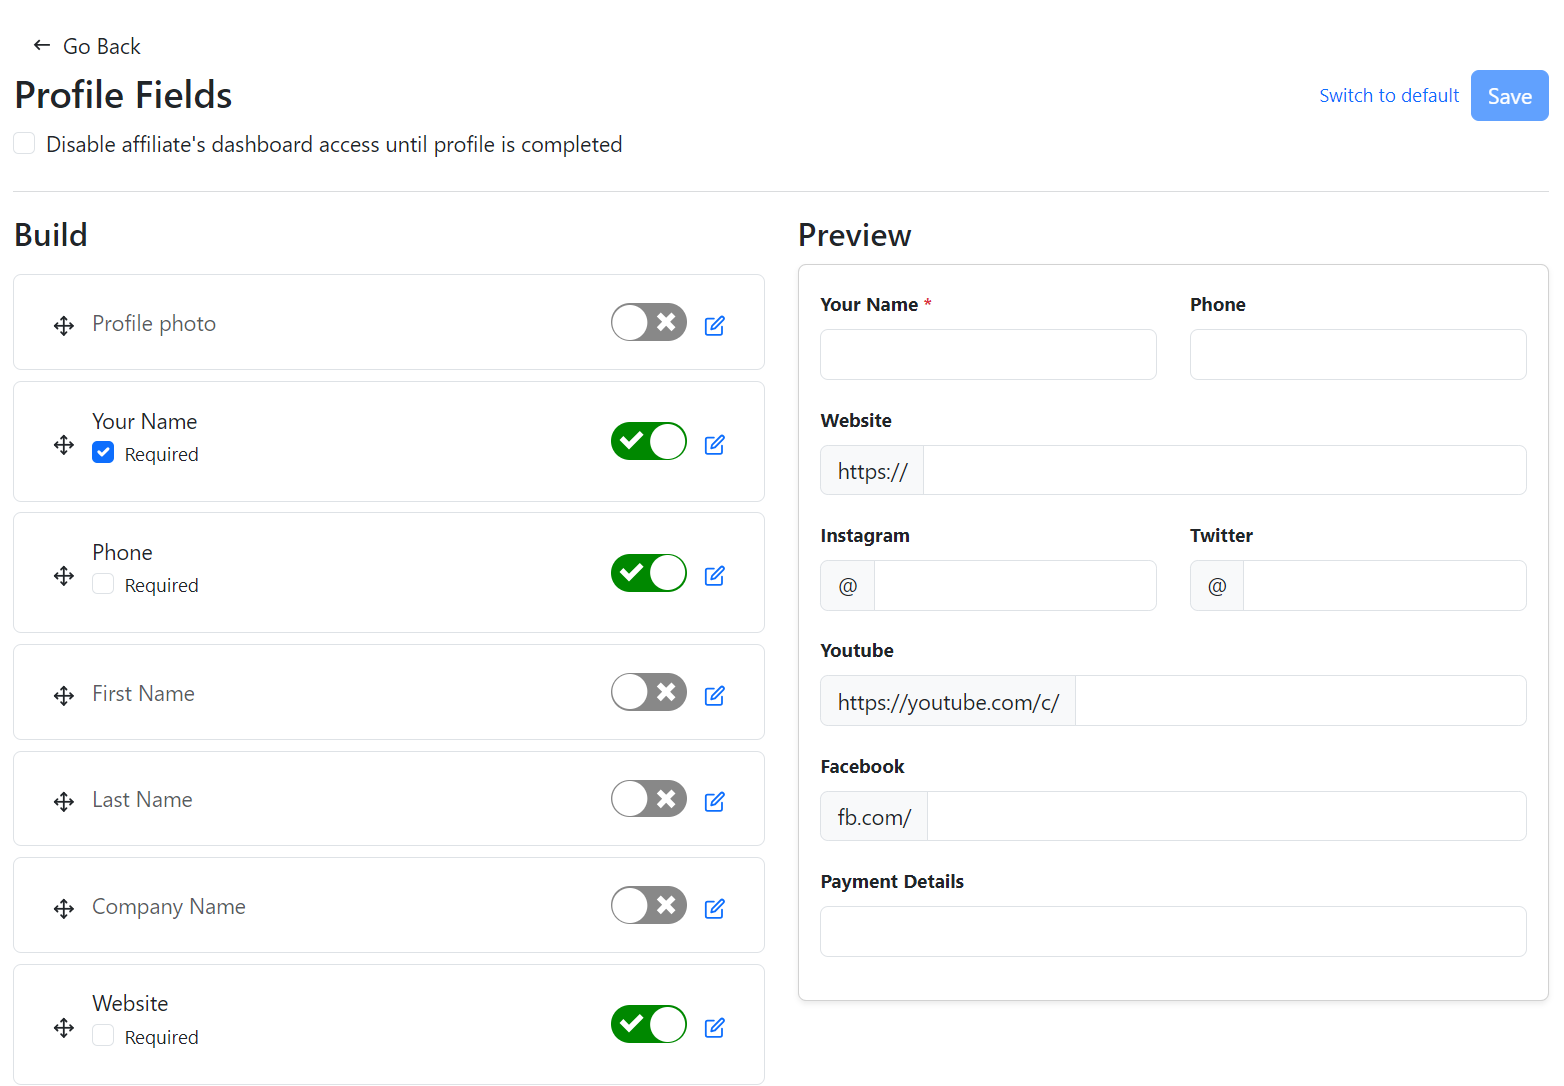 Go Back
Profile Fields
Switch to default
Save
Disable affiliate's dashboard access until profile is completed
Build
Profile photo
Your Name
Required
Phone
Required
First Name
Last Name
Company Name
Website
Required
Preview
Your Name *
Phone
Website
https://
Instagram
Twitter
@
@
Youtube
https://youtube.com/c/
Facebook
fb.com/
Payment Details